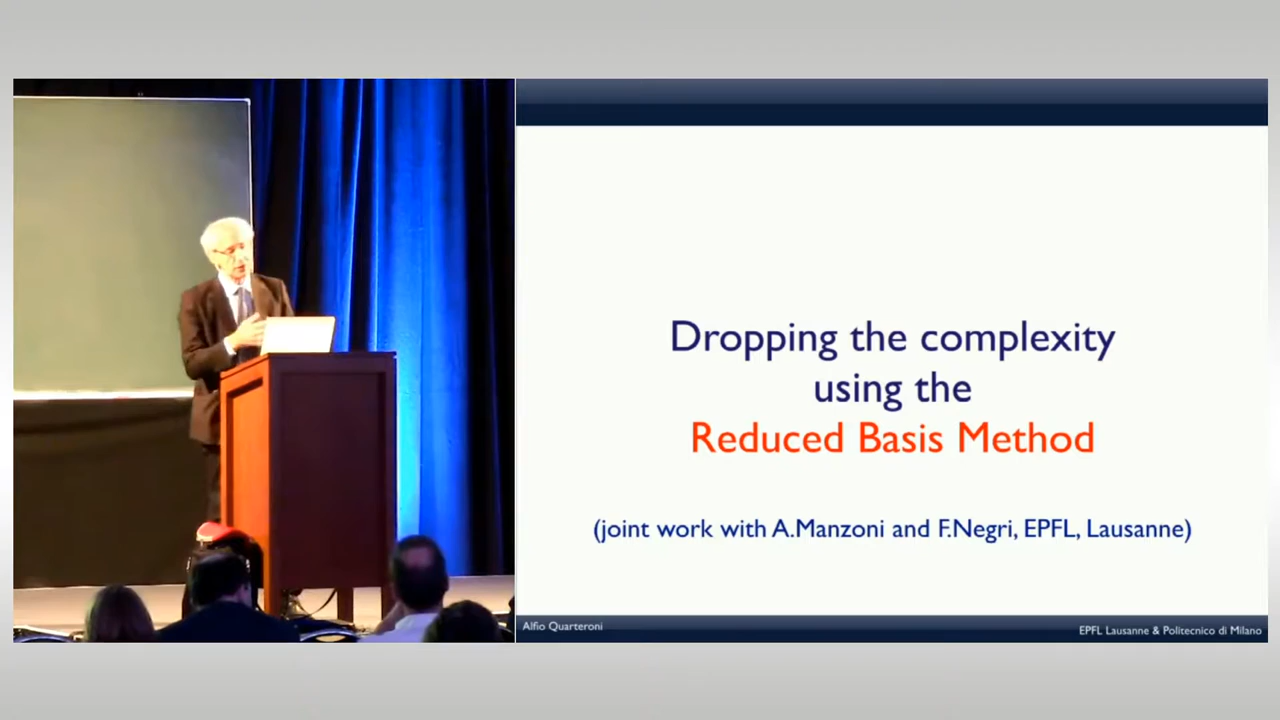 Dropping the complexity
using the
Reduced Basis Method
(joint work with A.Manzoni and F.Negri, EPFL, Lausanne)
Alfio Quarteroni
EPFL Lausanne & Politecnico di Milano